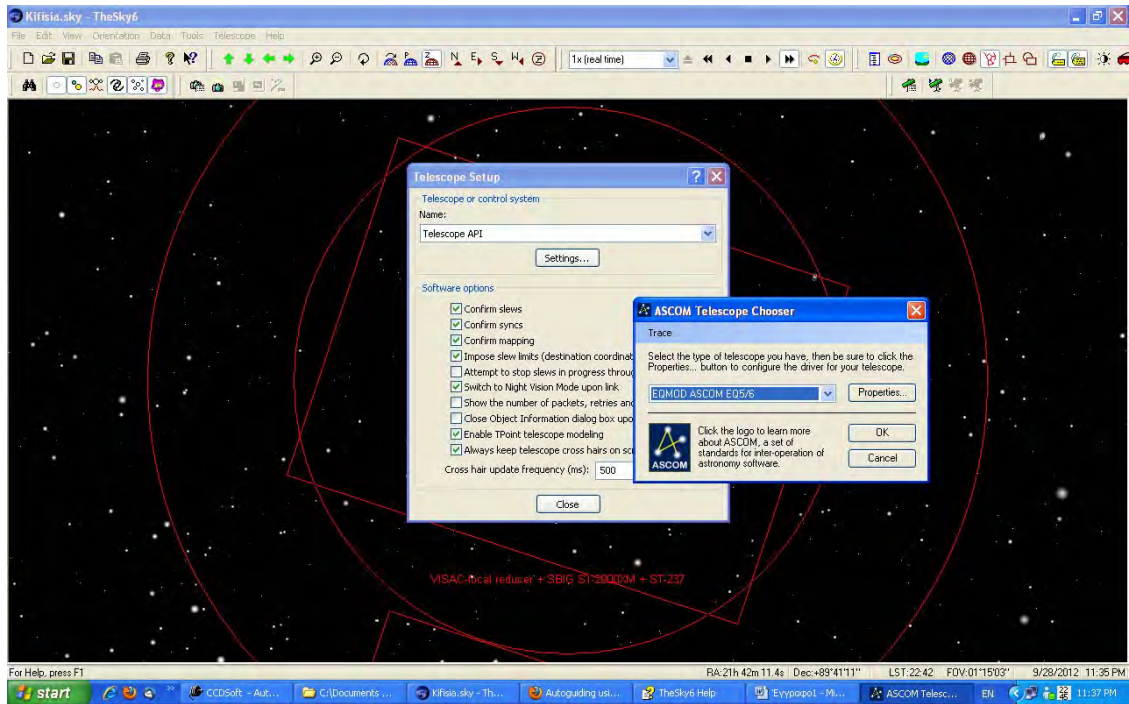 Kifisia.sky - TheSky6
File Edit View Orientation Data Tools Telescope Help
1x (real time)
Telescope Setup
Telescope or control system
Name:
Telescope API
Settings...
Software options
Confirm slews
Confirm syncs
Confirm mapping
Impose slew limits (destination coordinat
Attempt to stop slews in progress throug
Switch to Night Vision Mode upon link
Show the number of packets, retries and
Close Object Information dialog box upo
Enable TPoint telescope modeling
Always keep telescope cross hairs on scr
Cross hair update frequency (ms): 500
Close
ASCOM Telescope Chooser
Trace
Select the type of telescope you have, then be sure to click the
Properties... button to configure the driver for your telescope.
EQMOD ASCOM EQ5/6
Properties...
Click the logo to learn more
about ASCOM, a set of
standards for inter-operation of
astronomy software.
ASCOM
OK
Cancel
VISAC-focal reducer + SBIG ST-2000XM + ST-237
For Help, press F1
RA:21h 42m 11.4s Dec:+89°41'11" LST:22:42 FOV:01°15'03" 9/28/2012 11:35 PM
start
CCDSoft - Aut...
C:\Documents ...
Kifisia.sky - Th...
Autoguiding usi...
TheSky6 Help
Έγγραφο1 - Mi...
ASCOM Telesc...
EN
11:37 PM